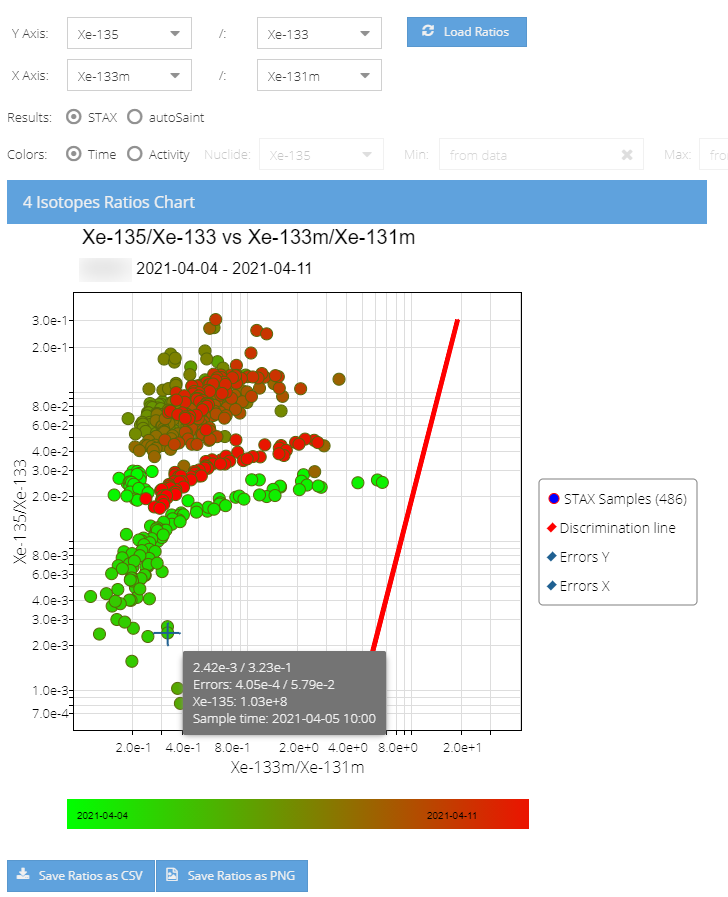 Y Axis: Xe-135 /: Xe-133 Load Ratios
X Axis: Xe-133m /: Xe-131m
Results: STAX autoSaint
Colors: Time Activity Nuclide: Xe-135 Min: from data Max: from
4 Isotopes Ratios Chart
Xe-135/Xe-133 vs Xe-133m/Xe-131m
2021-04-04 - 2021-04-11
3.0e-1
2.0e-1
8.0e-2
6.0e-2
4.0e-2
3.0e-2
2.0e-2
8.0e-3
6.0e-3
4.0e-3
3.0e-3
2.0e-3
1.0e-3
7.0e-4
Xe-135/Xe-133
STAX Samples (486)
Discrimination line
Errors Y
Errors X
2.42e-3 / 3.23e-1
Errors: 4.05e-4 / 5.79e-2
Xe-135: 1.03e+8
Sample time: 2021-04-05 10:00
2.0e-1 4.0e-1 8.0e-1 2.0e+0 4.0e+0 8.0e+0 2.0e+1
Xe-133m/Xe-131m
2021-04-04 2021-04-11
Save Ratios as CSV Save Ratios as PNG